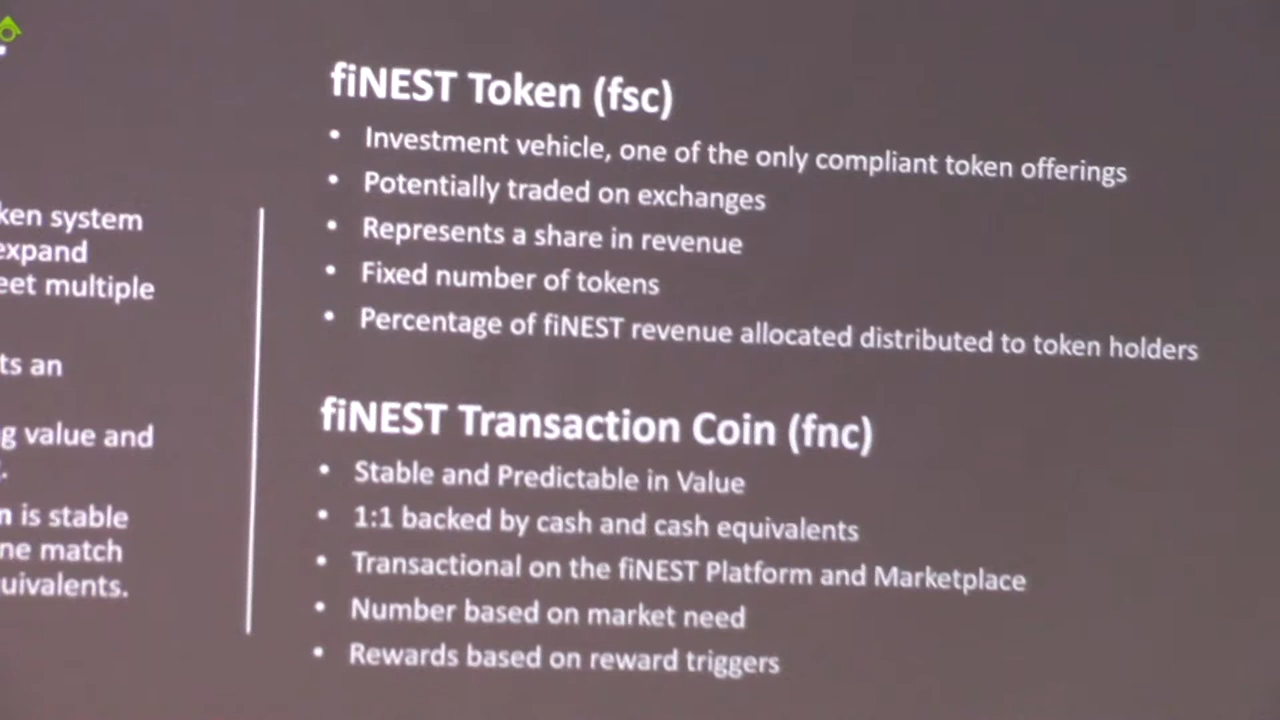 ken system
expand
eet multiple
ts an
g value and
n is stable
ne match
uivalents.
fiNEST Token (fsc)
• Investment vehicle, one of the only compliant token offerings
• Potentially traded on exchanges
• Represents a share in revenue
• Fixed number of tokens
• Percentage of fiNEST revenue allocated distributed to token holders
fiNEST Transaction Coin (fnc)
• Stable and Predictable in Value
• 1:1 backed by cash and cash equivalents
• Transactional on the fiNEST Platform and Marketplace
• Number based on market need
• Rewards based on reward triggers